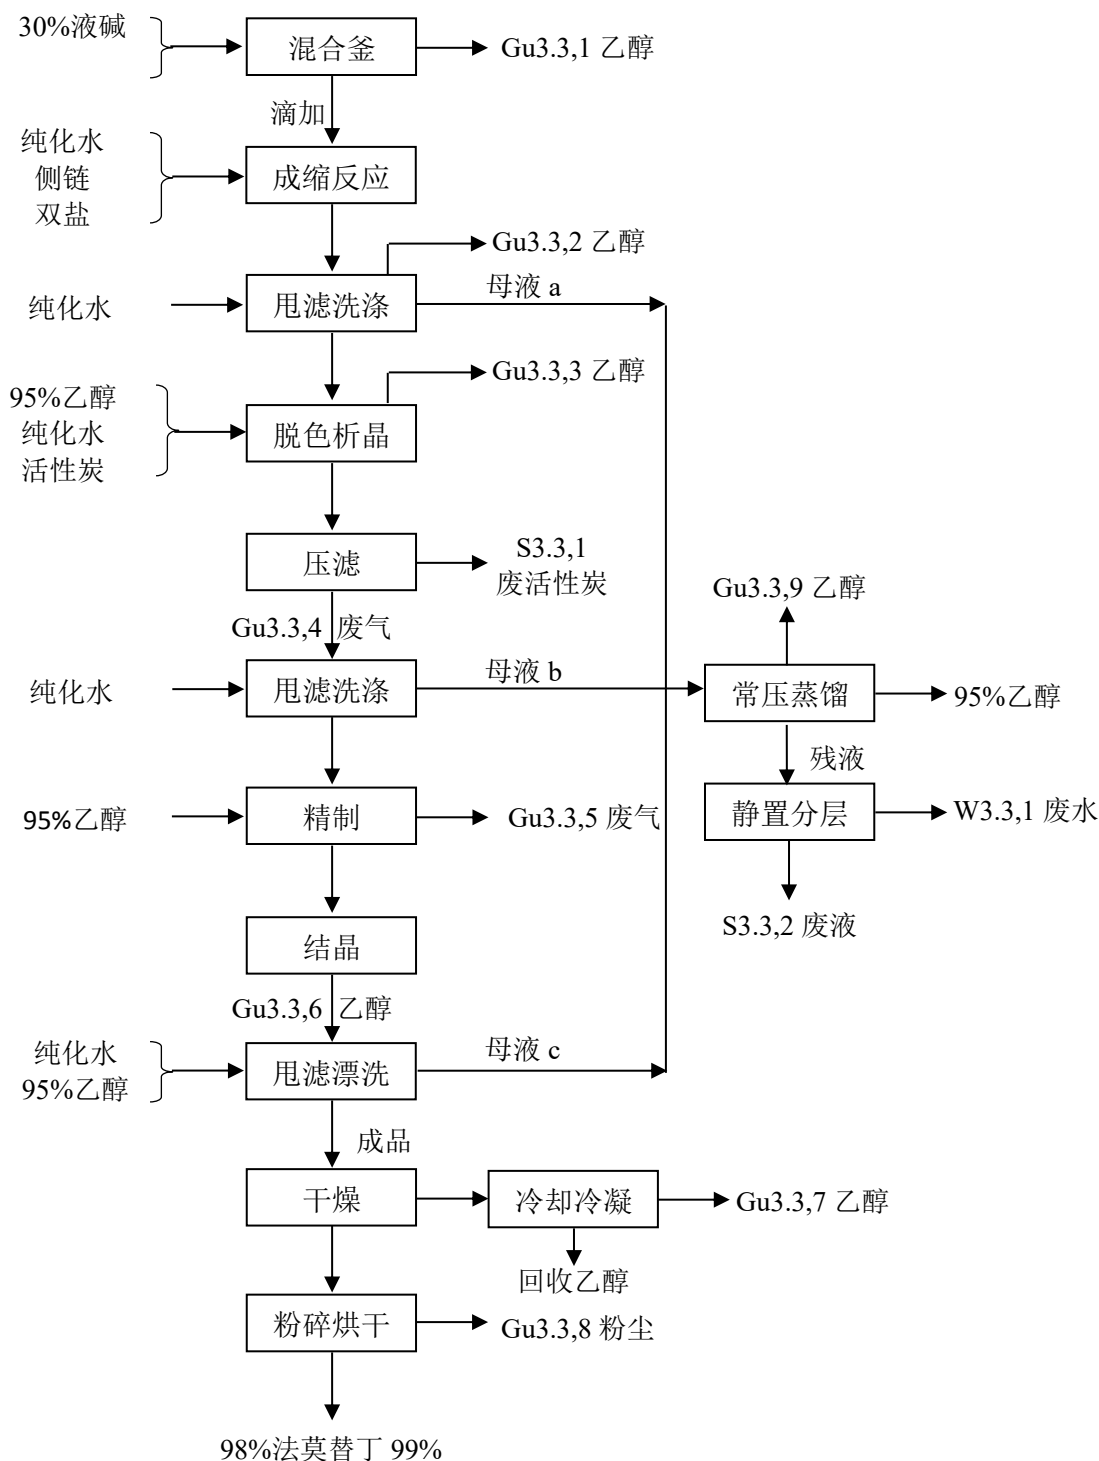 30%液碱
混合釜
Gu3.3,1 乙醇
滴加
纯化水
侧链
双盐
成缩反应
Gu3.3,2 乙醇
纯化水
甩滤洗涤
母液 a
Gu3.3,3 乙醇
95%乙醇
纯化水
活性炭
脱色析晶
压滤
S3.3,1
废活性炭
Gu3.3,9 乙醇
Gu3.3,4 废气
纯化水
甩滤洗涤
母液 b
常压蒸馏
95%乙醇
残液
95%乙醇
精制
Gu3.3,5 废气
静置分层
W3.3,1 废水
S3.3,2 废液
结晶
Gu3.3,6 乙醇
纯化水
95%乙醇
甩滤漂洗
母液 c
成品
干燥
冷却冷凝
Gu3.3,7 乙醇
回收乙醇
粉碎烘干
Gu3.3,8 粉尘
98%法莫替丁 99%